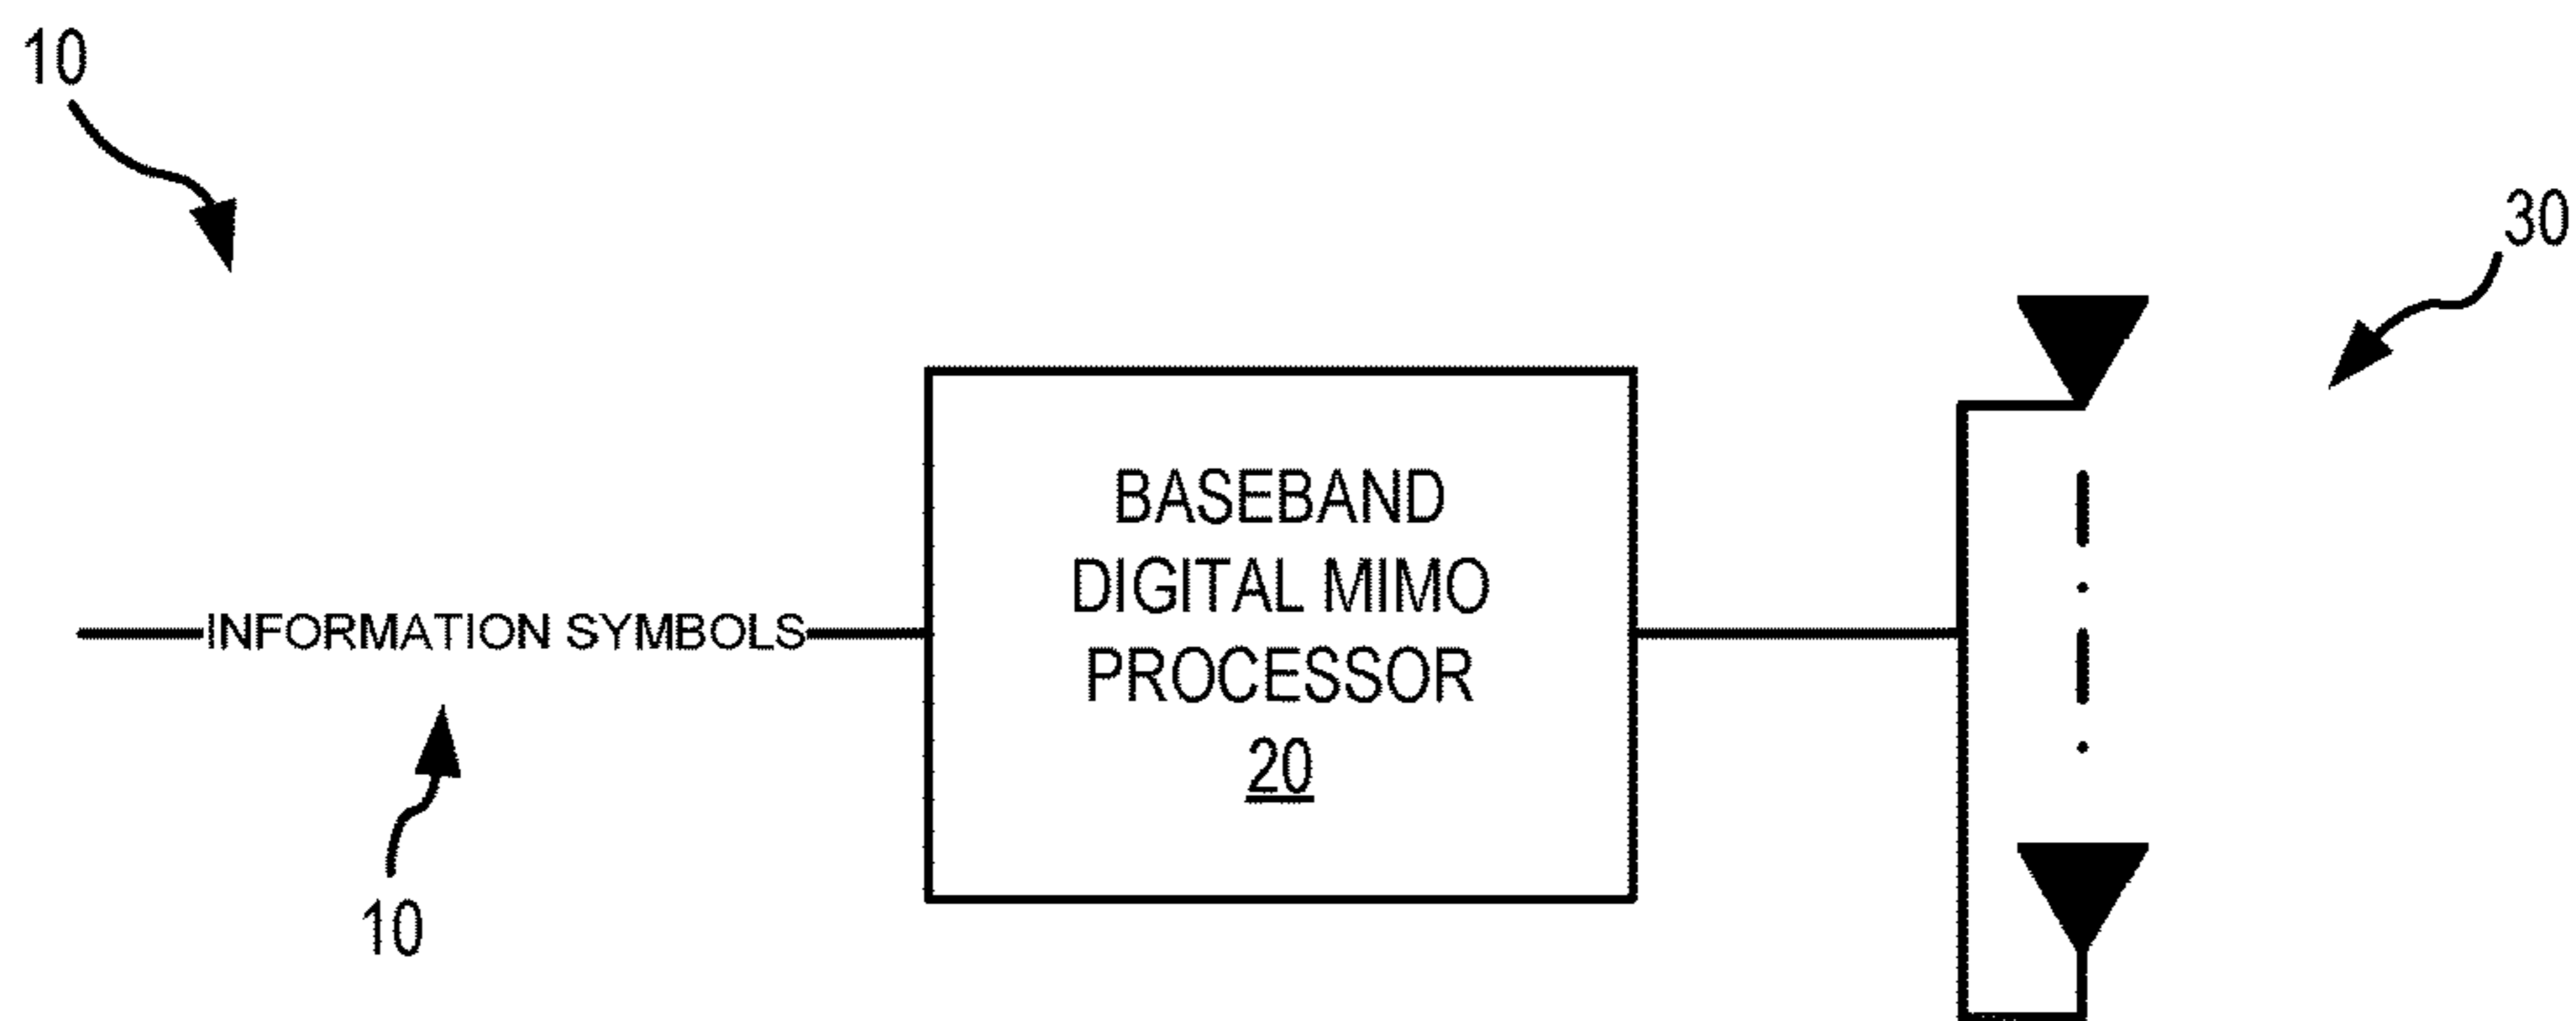 10
30
BASEBAND
DIGITAL MIMO
INFORMATION SYMBOLS
PROCESSOR
20
10